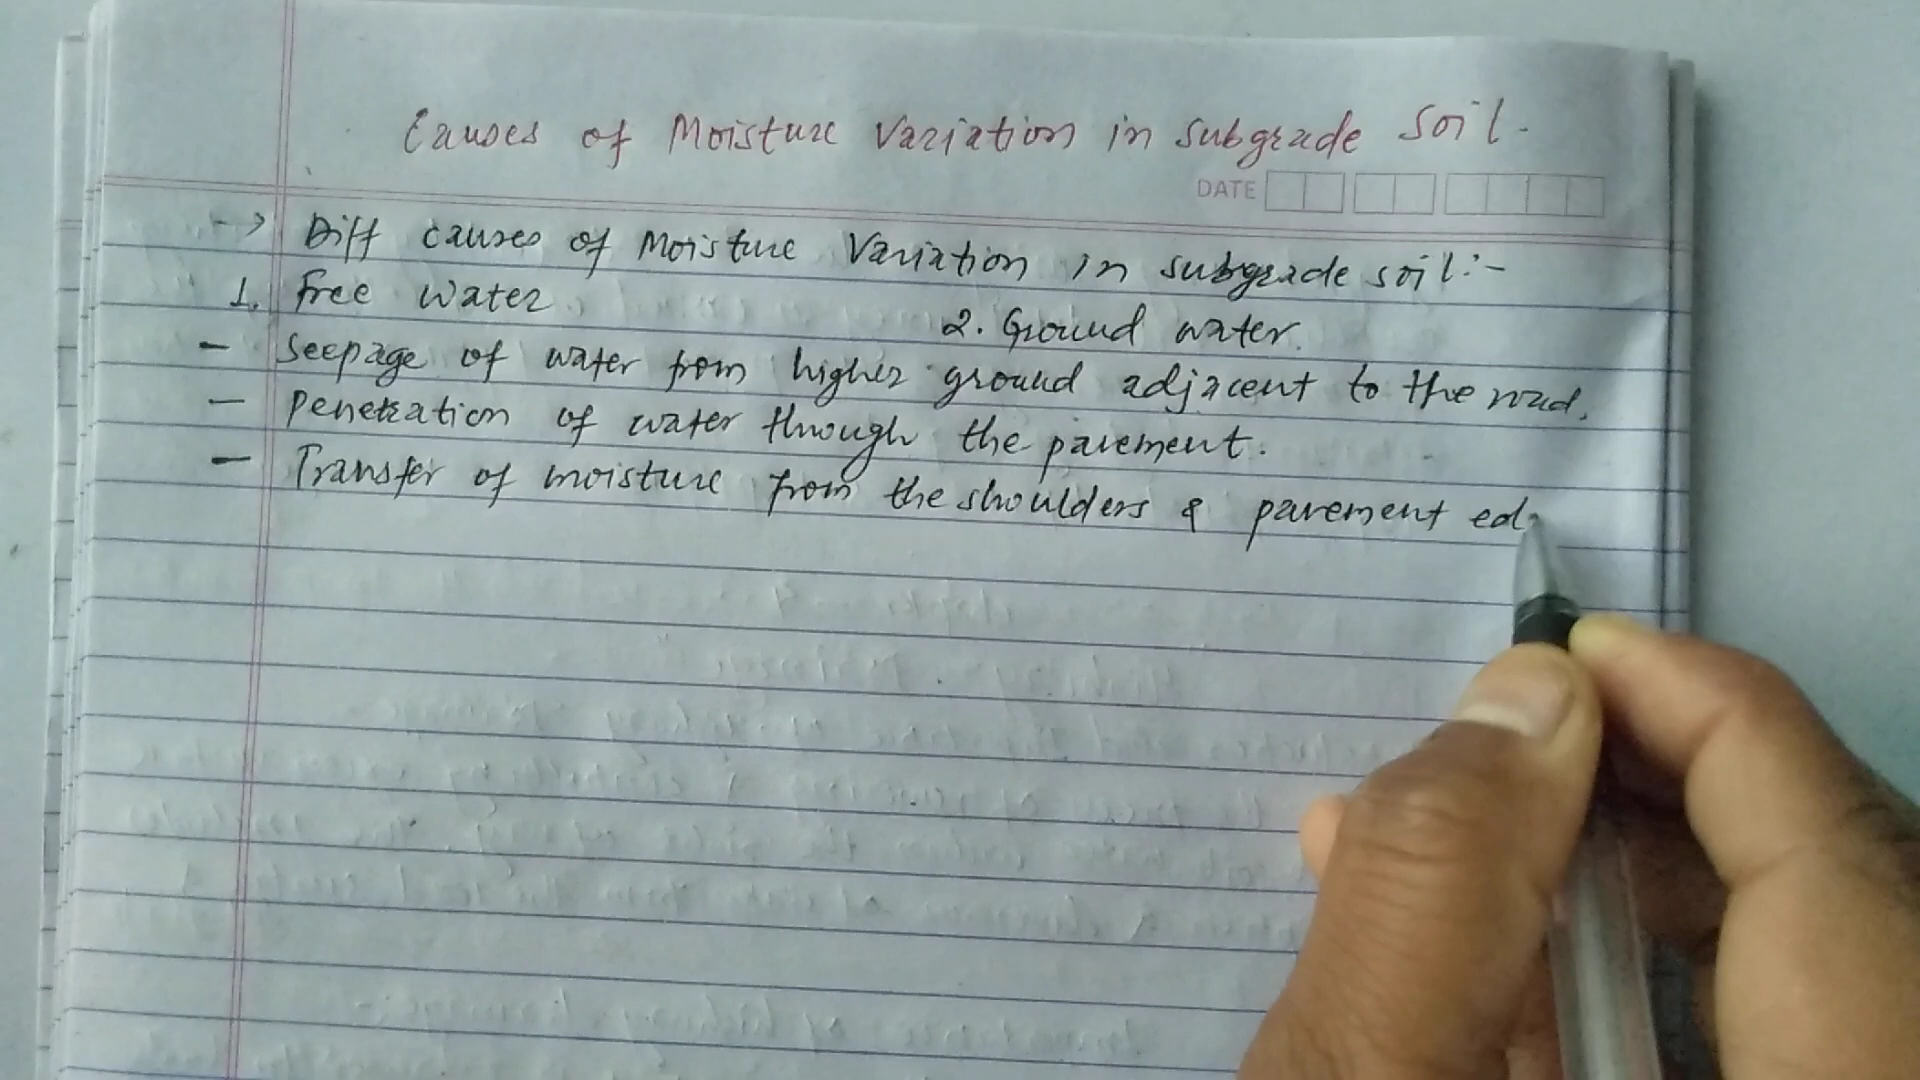 Causes of Moisture Variation in subgrade soil.
DATE
-> Diff causes of Moisture Variation in subgrade soil:-
1. Free water 2. Ground water.
- Seepage of water from higher ground adjacent to the road.
- Penetration of water through the pavement.
- Transfer of moisture from the shoulders & pavement ed